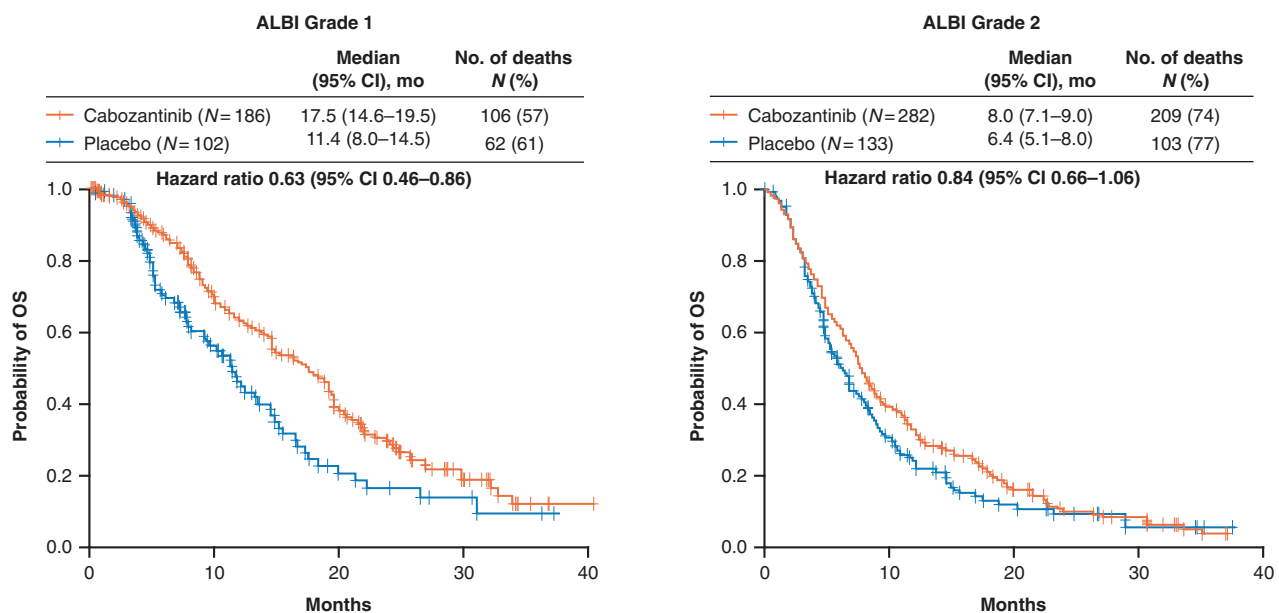 ALBI Grade 1
Median (95% CI), mo
No. of deaths N (%)
Cabozantinib (N=186) 17.5 (14.6–19.5) 106 (57)
Placebo (N=102) 11.4 (8.0–14.5) 62 (61)
Hazard ratio 0.63 (95% CI 0.46–0.86)
Probability of OS
1.0
0.8
0.6
0.4
0.2
0.0
0 10 20 30 40
Months
ALBI Grade 2
Median (95% CI), mo
No. of deaths N (%)
Cabozantinib (N=282) 8.0 (7.1–9.0) 209 (74)
Placebo (N=133) 6.4 (5.1–8.0) 103 (77)
Hazard ratio 0.84 (95% CI 0.66–1.06)
Probability of OS
1.0
0.8
0.6
0.4
0.2
0.0
0 10 20 30 40
Months